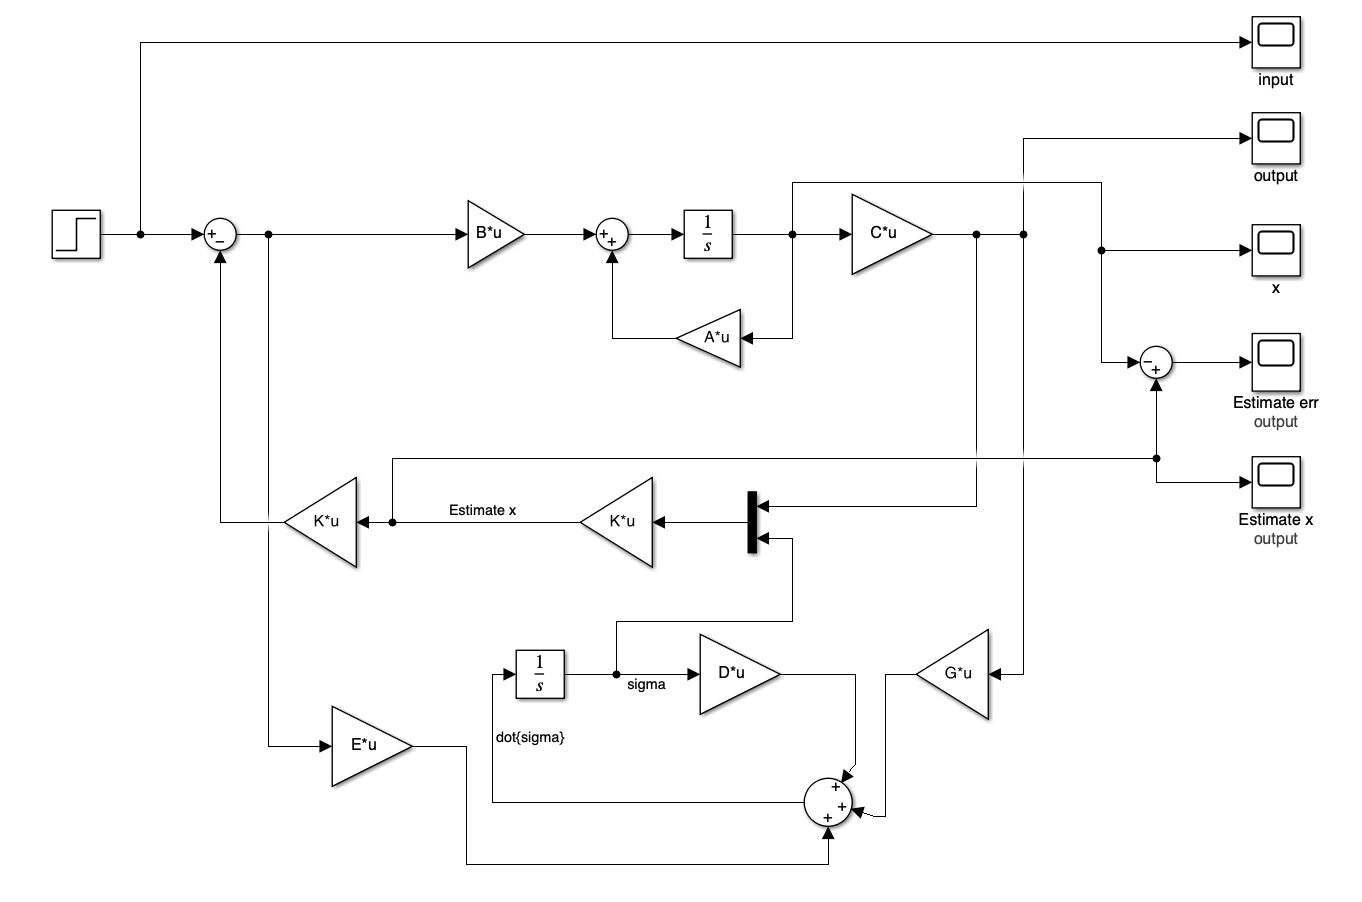 input
output
+
−
B*u
+
+
1
s
C*u
x
A*u
−
+
Estimate err
output
K*u
Estimate x
K*u
Estimate x
output
1
s
sigma
D*u
G*u
dot{sigma}
E*u
+
+
+